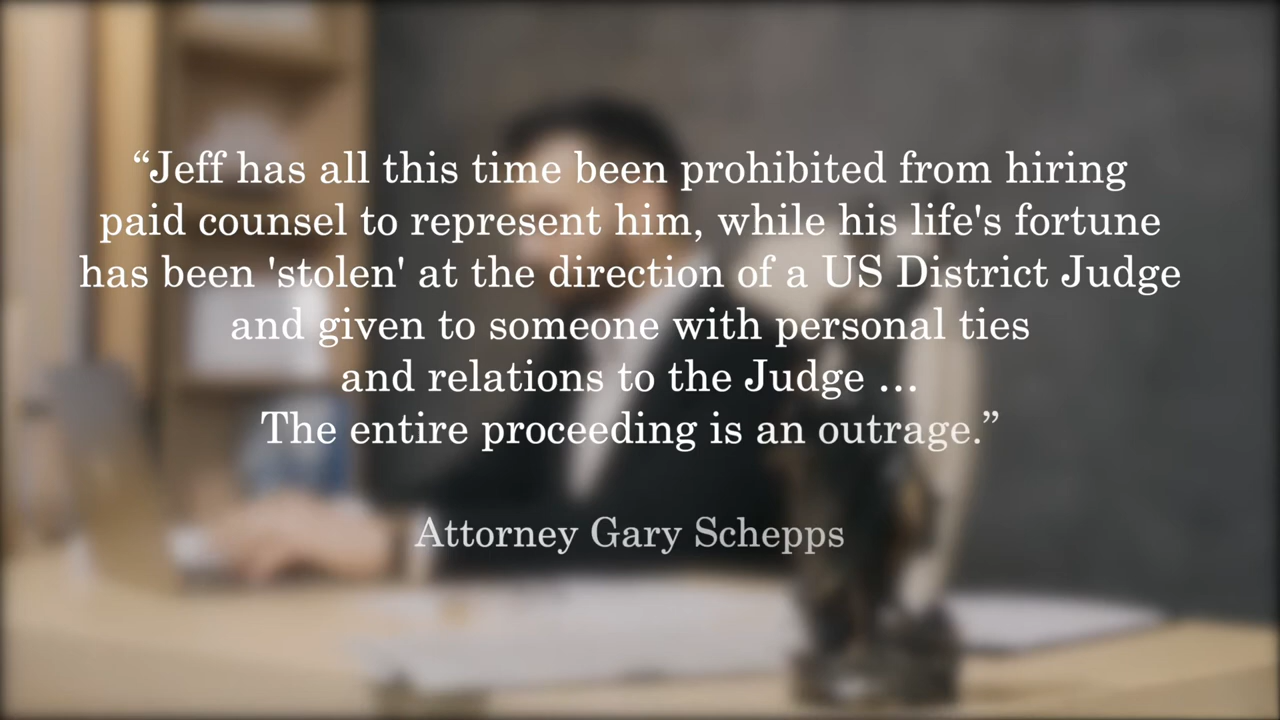 “Jeff has all this time been prohibited from hiring
paid counsel to represent him, while his life's fortune
has been 'stolen' at the direction of a US District Judge
and given to someone with personal ties
and relations to the Judge ...
The entire proceeding is an outrage.”
Attorney Gary Schepps